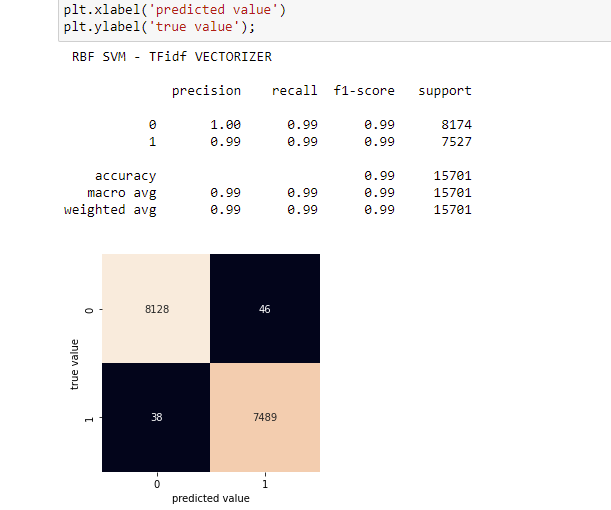 plt.xlabel('predicted value')
plt.ylabel('true value');
RBF SVM - TFidf VECTORIZER
precision recall f1-score support
0 1.00 0.99 0.99 8174
1 0.99 0.99 0.99 7527
accuracy 0.99 15701
macro avg 0.99 0.99 0.99 15701
weighted avg 0.99 0.99 0.99 15701
0 8128 46
true value
1 38 7489
0 1
predicted value